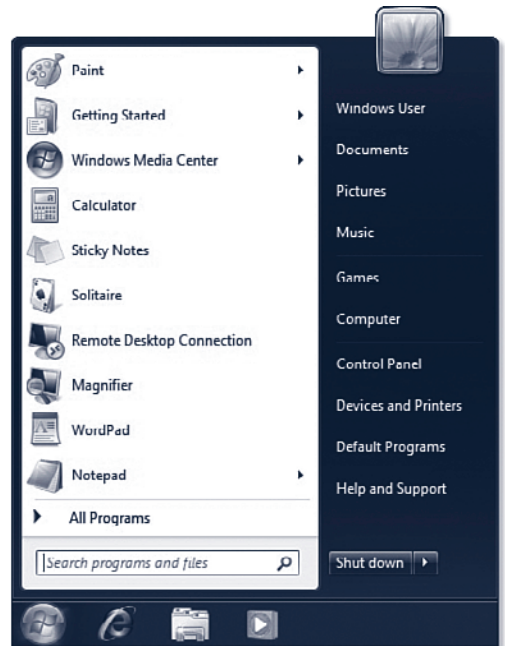 Paint
Getting Started
Windows Media Center
Calculator
Sticky Notes
Solitaire
Remote Desktop Connection
Magnifier
WordPad
Notepad
All Programs
Search programs and files
Windows User
Documents
Pictures
Music
Games
Computer
Control Panel
Devices and Printers
Default Programs
Help and Support
Shut down